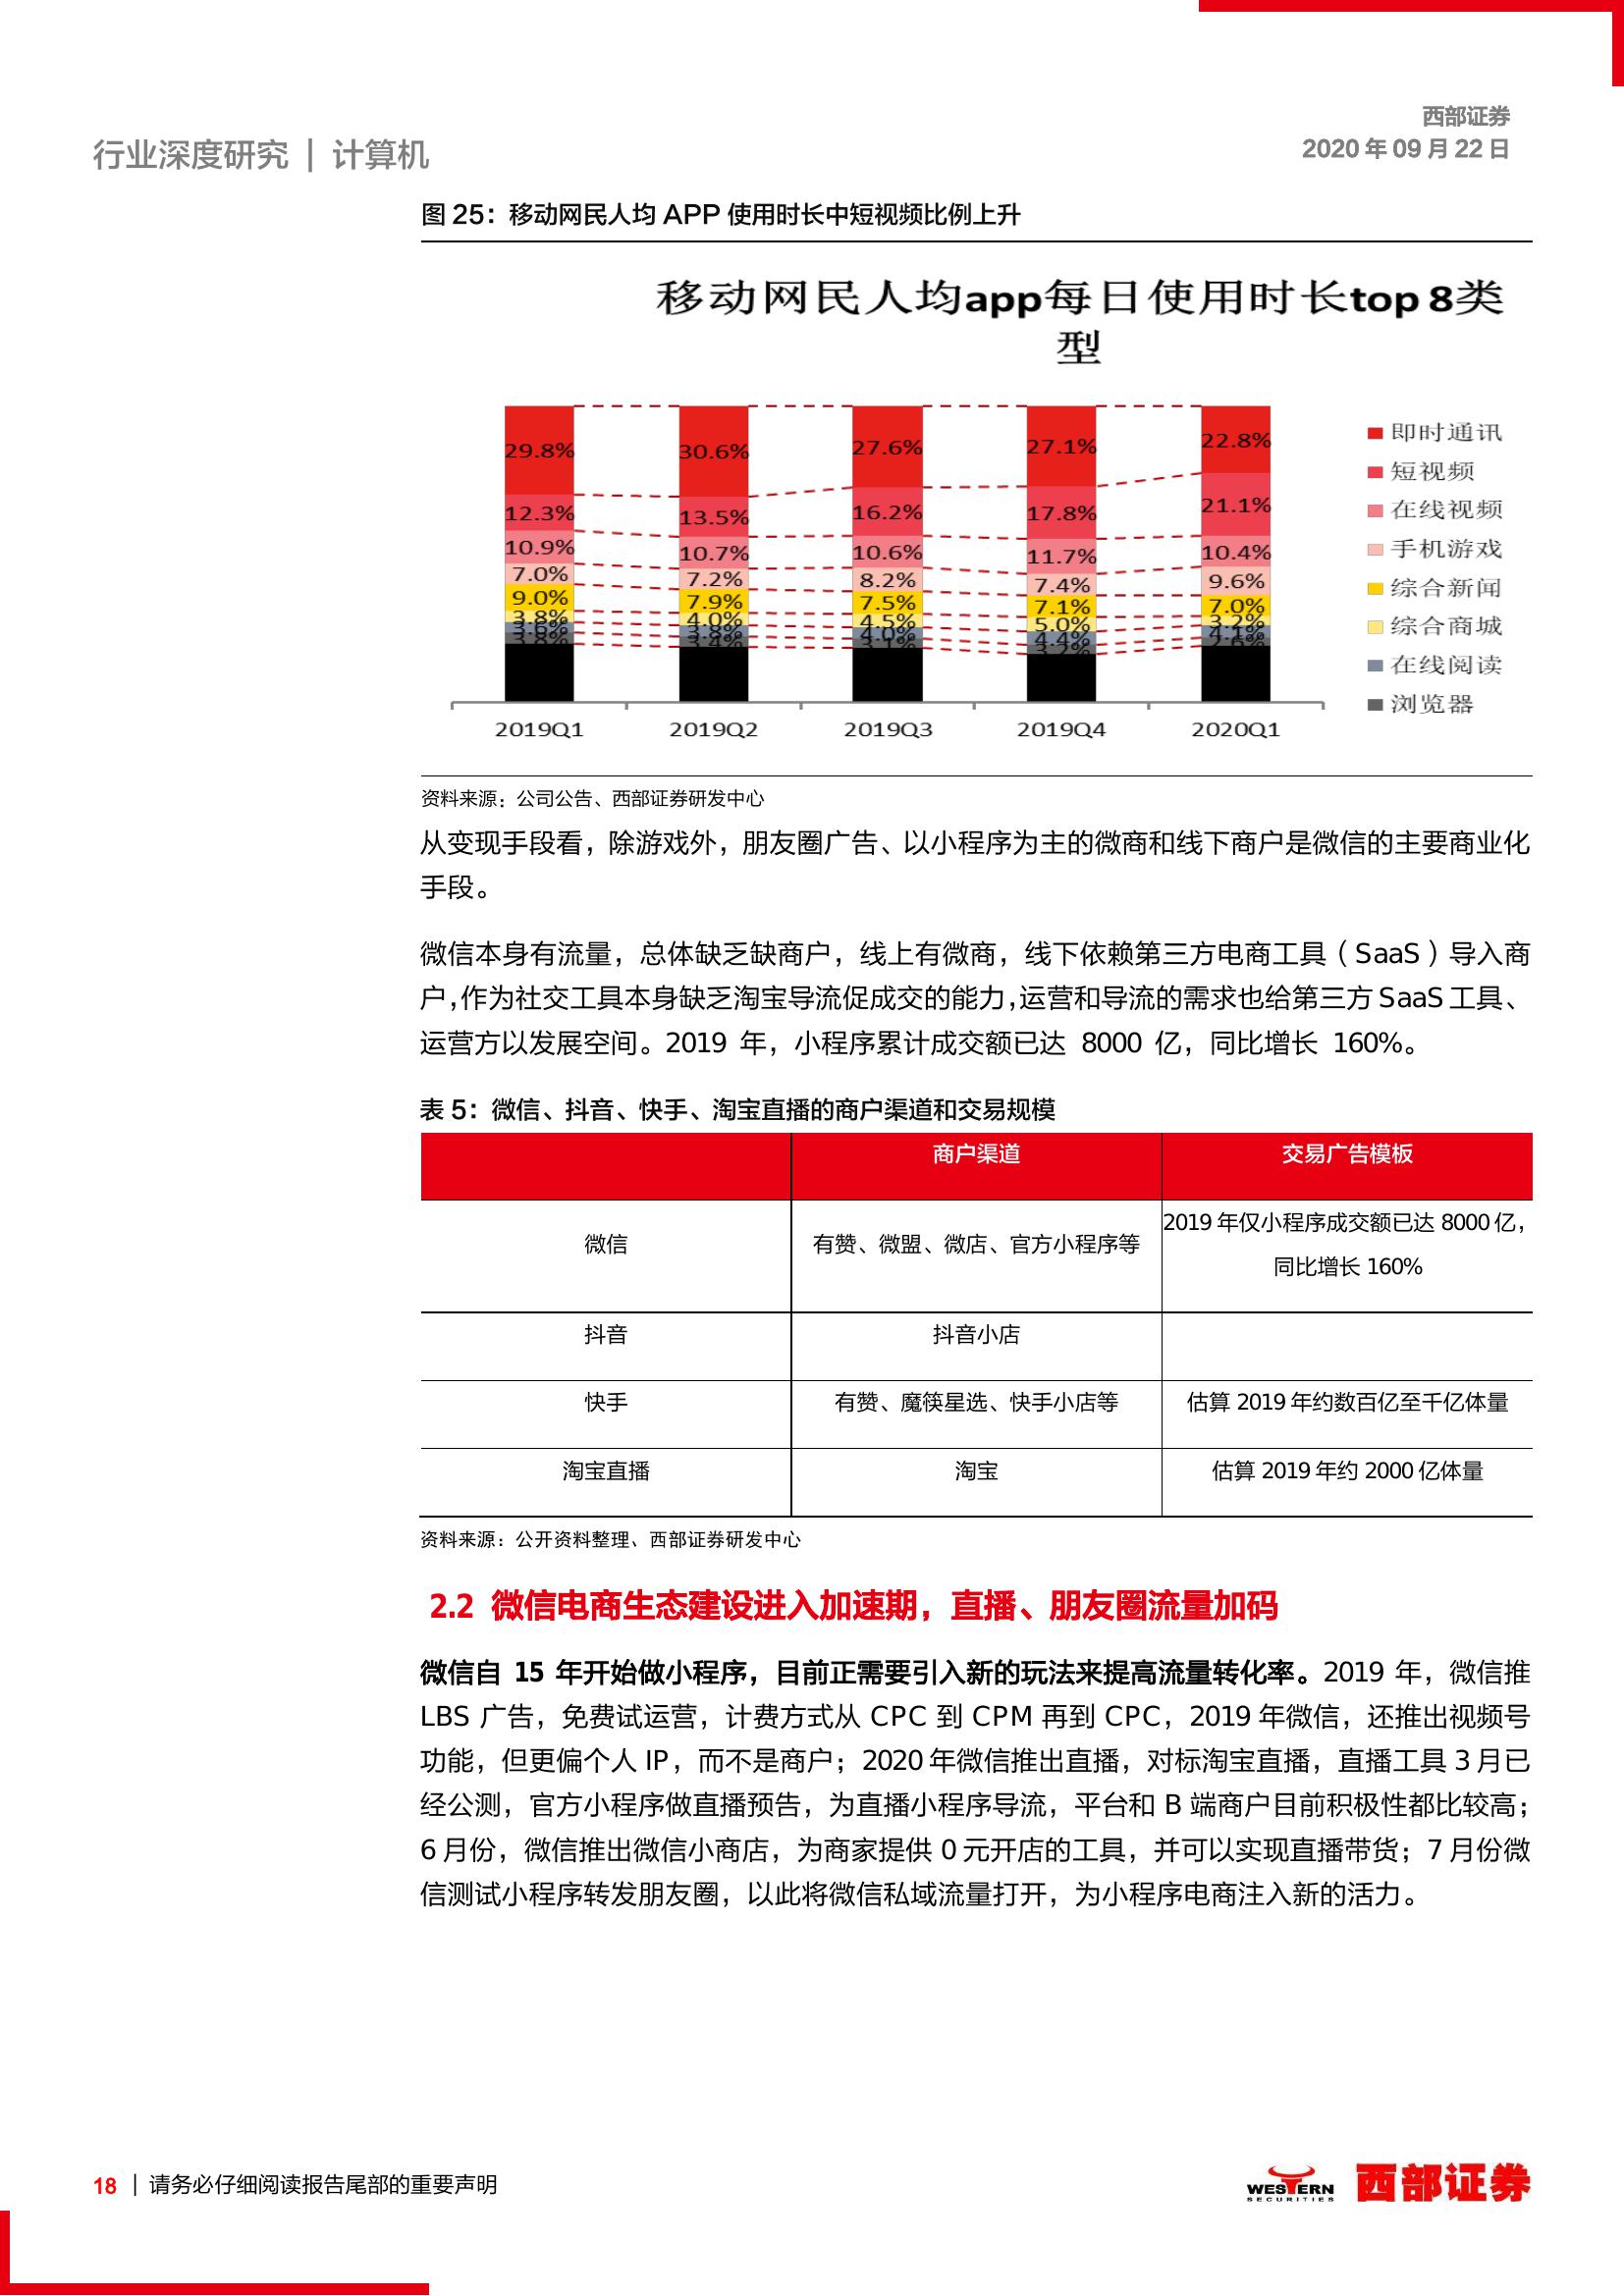 西部证券
行业深度研究 | 计算机
2020 年 09 月 22 日
图 25：移动网民人均 APP 使用时长中短视频比例上升
移动网民人均app每日使用时长top 8类
型
29.8% 30.6% 27.6% 27.1% 22.8%
12.3% 13.5% 16.2% 17.8% 21.1%
10.9% 10.7% 10.6% 11.7% 10.4%
7.0% 7.2% 8.2% 7.4% 9.6%
9.0% 7.9% 7.5% 7.1% 7.0%
3.8% 4.0% 4.5% 5.0% 3.2%
3.6% 3.8% 4.0% 4.4% 4.1%
3.4% 3.1% 3.2% 2.6%
2019Q1 2019Q2 2019Q3 2019Q4 2020Q1
即时通讯
短视频
在线视频
手机游戏
综合新闻
综合商城
在线阅读
浏览器
资料来源：公司公告、西部证券研发中心
从变现手段看，除游戏外，朋友圈广告、以小程序为主的微商和线下商户是微信的主要商业化
手段。
微信本身有流量，总体缺乏缺商户，线上有微商，线下依赖第三方电商工具（SaaS）导入商
户，作为社交工具本身缺乏淘宝导流促成交的能力，运营和导流的需求也给第三方 SaaS 工具、
运营方以发展空间。2019 年，小程序累计成交额已达 8000 亿，同比增长 160%。
表 5：微信、抖音、快手、淘宝直播的商户渠道和交易规模
商户渠道 交易广告模板
微信 有赞、微盟、微店、官方小程序等 2019 年仅小程序成交额已达 8000 亿，
同比增长 160%
抖音 抖音小店
快手 有赞、魔筷星选、快手小店等 估算 2019 年约数百亿至千亿体量
淘宝直播 淘宝 估算 2019 年约 2000 亿体量
资料来源：公开资料整理、西部证券研发中心
2.2 微信电商生态建设进入加速期，直播、朋友圈流量加码
微信自 15 年开始做小程序，目前正需要引入新的玩法来提高流量转化率。2019 年，微信推
LBS 广告，免费试运营，计费方式从 CPC 到 CPM 再到 CPC，2019 年微信，还推出视频号
功能，但更偏个人 IP，而不是商户；2020 年微信推出直播，对标淘宝直播，直播工具 3 月已
经公测，官方小程序做直播预告，为直播小程序导流，平台和 B 端商户目前积极性都比较高；
6 月份，微信推出微信小商店，为商家提供 0 元开店的工具，并可以实现直播带货；7 月份微
信测试小程序转发朋友圈，以此将微信私域流量打开，为小程序电商注入新的活力。
18 | 请务必仔细阅读报告尾部的重要声明
WESTERN
SECURITIES
西部证券